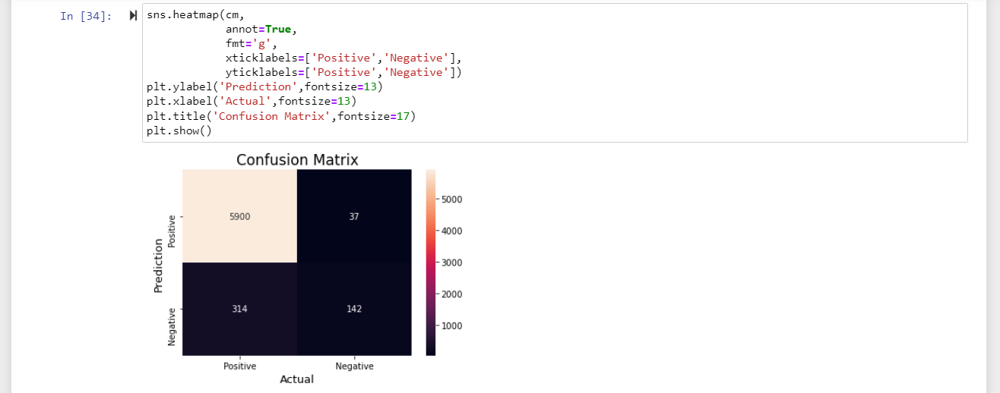 In [34]:
sns.heatmap(cm,
            annot=True,
            fmt='g',
            xticklabels=['Positive','Negative'],
            yticklabels=['Positive','Negative'])
plt.ylabel('Prediction',fontsize=13)
plt.xlabel('Actual',fontsize=13)
plt.title('Confusion Matrix',fontsize=17)
plt.show()
Confusion Matrix
Prediction
Positive
Negative
5900
37
314
142
Positive
Negative
Actual
5000
4000
3000
2000
1000